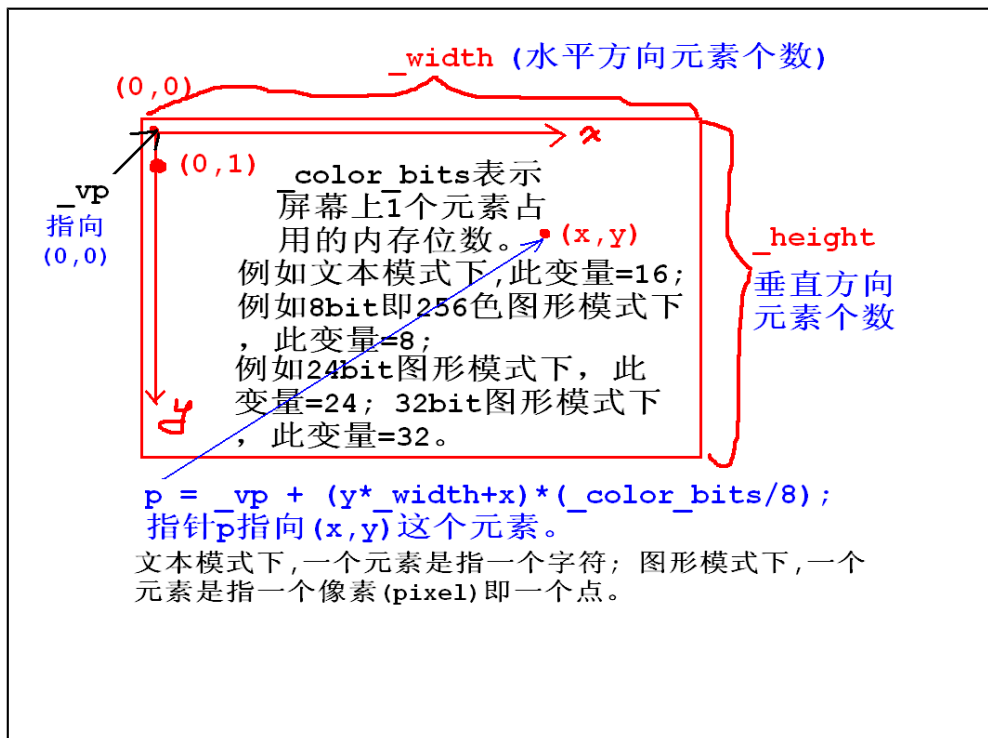 _width (水平方向元素个数)
(0,0)
x
(0,1)
_vp
指向
(0,0)
_color_bits表示
屏幕上1个元素占
用的内存位数。
(x,y)
_height
垂直方向
元素个数
例如文本模式下,此变量=16;
例如8bit即256色图形模式下
，此变量=8;
例如24bit图形模式下，此
变量=24; 32bit图形模式下
，此变量=32。
y
p = _vp + (y*_width+x)*(_color_bits/8);
指针p指向(x,y)这个元素。
文本模式下,一个元素是指一个字符; 图形模式下,一个
元素是指一个像素(pixel)即一个点。